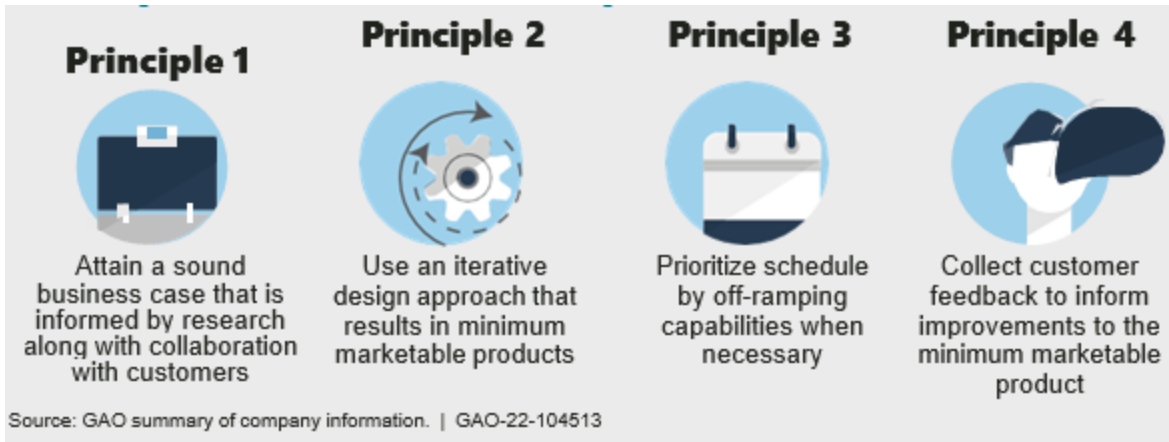 Principle 1
Attain a sound
business case that is
informed by research
along with collaboration
with customers
Principle 2
Use an iterative
design approach that
results in minimum
marketable products
Principle 3
Prioritize schedule
by off-ramping
capabilities when
necessary
Principle 4
Collect customer
feedback to inform
improvements to the
minimum marketable
product
Source: GAO summary of company information. | GAO-22-104513